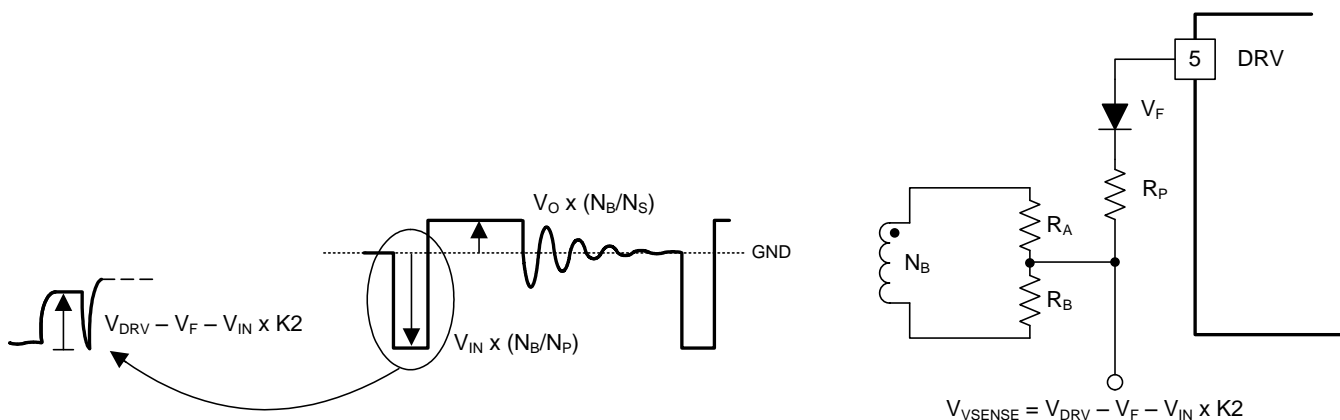 5 DRV
V_F
R_P
V_O x (N_B/N_S)
R_A
GND
N_B
R_B
V_DRV – V_F – V_IN x K2
V_IN x (N_B/N_P)
V_VSENSE = V_DRV – V_F – V_IN x K2